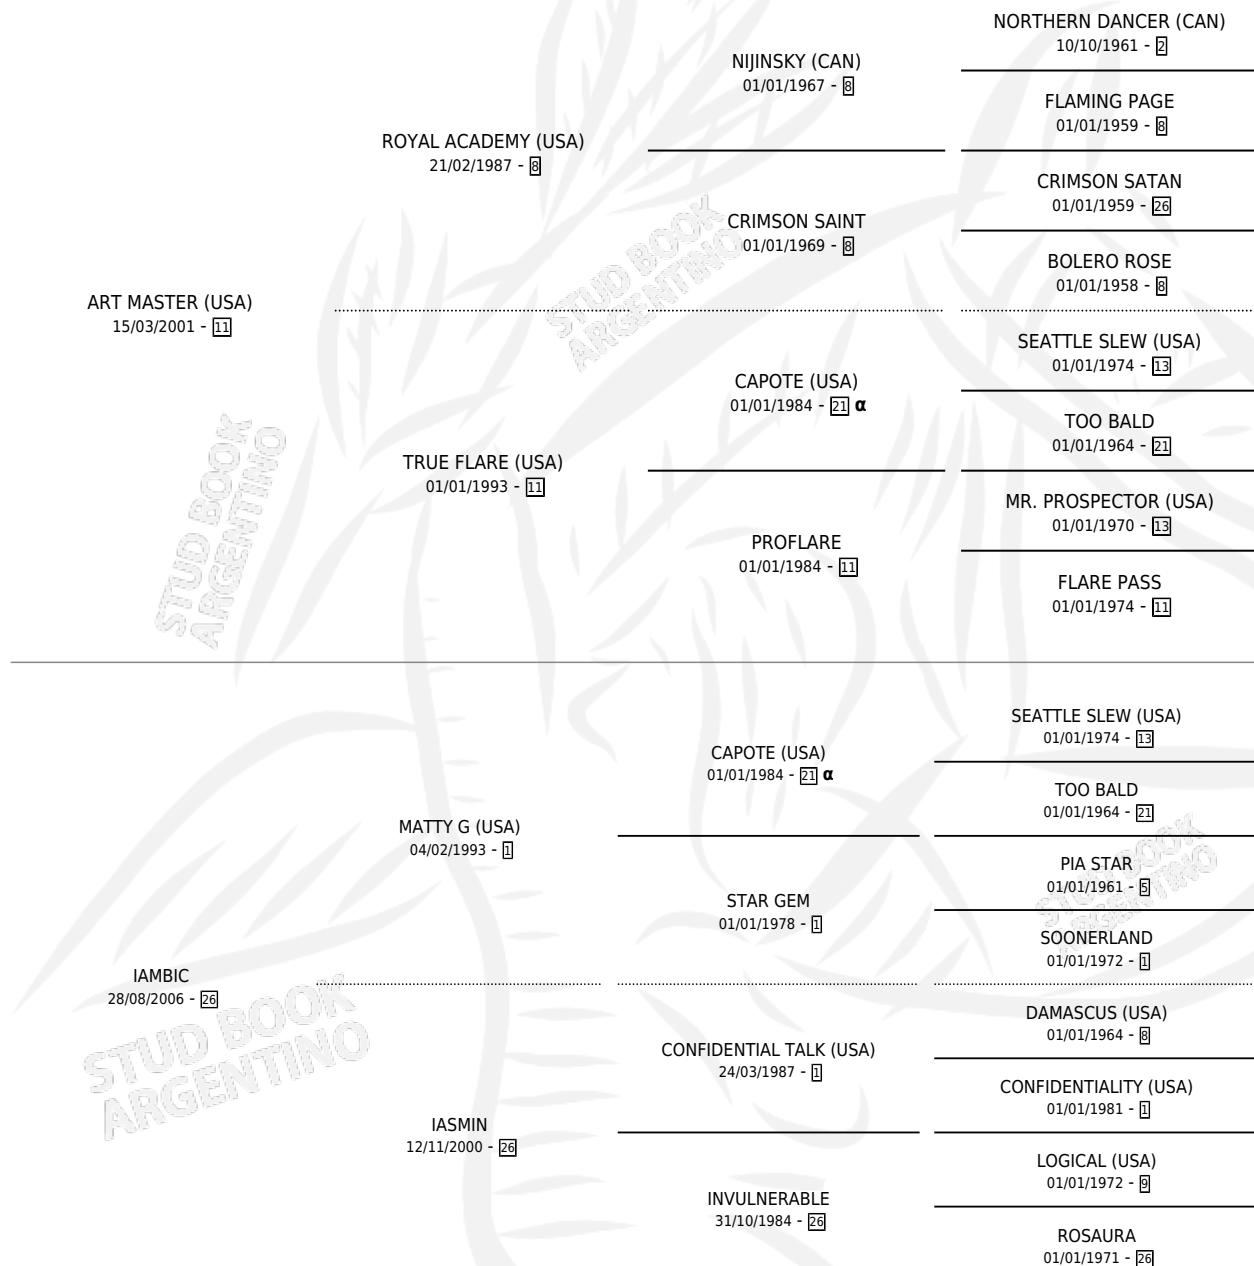 NORTHERN DANCER (CAN)
10/10/1961 - 2
NIJINSKY (CAN)
01/01/1967 - 8
FLAMING PAGE
01/01/1959 - 8
ROYAL ACADEMY (USA)
21/02/1987 - 8
CRIMSON SATAN
01/01/1959 - 26
CRIMSON SAINT
01/01/1969 - 8
BOLERO ROSE
01/01/1958 - 8
ART MASTER (USA)
15/03/2001 - 11
SEATTLE SLEW (USA)
01/01/1974 - 13
CAPOTE (USA)
01/01/1984 - 21 α
TOO BALD
01/01/1964 - 21
TRUE FLARE (USA)
01/01/1993 - 11
MR. PROSPECTOR (USA)
01/01/1970 - 13
PROFLARE
01/01/1984 - 11
FLARE PASS
01/01/1974 - 11
SEATTLE SLEW (USA)
01/01/1974 - 13
CAPOTE (USA)
01/01/1984 - 21 α
TOO BALD
01/01/1964 - 21
MATTY G (USA)
04/02/1993 - 1
PIA STAR
01/01/1961 - 5
STAR GEM
01/01/1978 - 1
SOONERLAND
01/01/1972 - 1
IAMBIC
28/08/2006 - 26
DAMASCUS (USA)
01/01/1964 - 8
CONFIDENTIAL TALK (USA)
24/03/1987 - 1
CONFIDENTIALITY (USA)
01/01/1981 - 1
IASMIN
12/11/2000 - 26
LOGICAL (USA)
01/01/1972 - 9
INVULNERABLE
31/10/1984 - 26
ROSAURA
01/01/1971 - 26
STUD BOOK
ARGENTINO
STUD BOOK
ARGENTINO
STUD BOOK
ARGENTINO
STUD BOOK
ARGENTINO